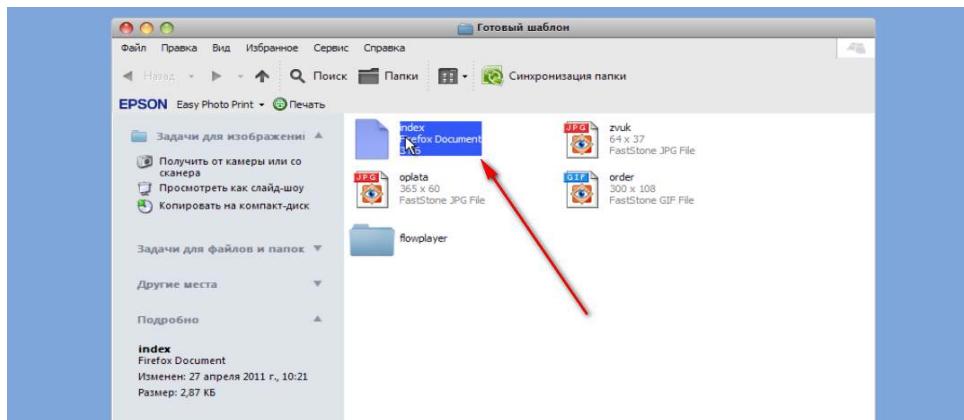 Готовый шаблон
Файл Правка Вид Избранное Сервис Справка
Назад Поиск Папки Синхронизация папки
EPSON Easy Photo Print Печать
Задачи для изображени
Получить от камеры или со
сканера
Просмотреть как слайд-шоу
Копировать на компакт-диск
Задачи для файлов и папок
Другие места
Подробно
index
Firefox Document
Изменен: 27 апреля 2011 г., 10:21
Размер: 2,87 КБ
index
Firefox Document
JPG
zvuk
64 x 37
FastStone JPG File
JPG
oplata
365 x 60
FastStone JPG File
GIF
order
300 x 108
FastStone GIF File
flowplayer